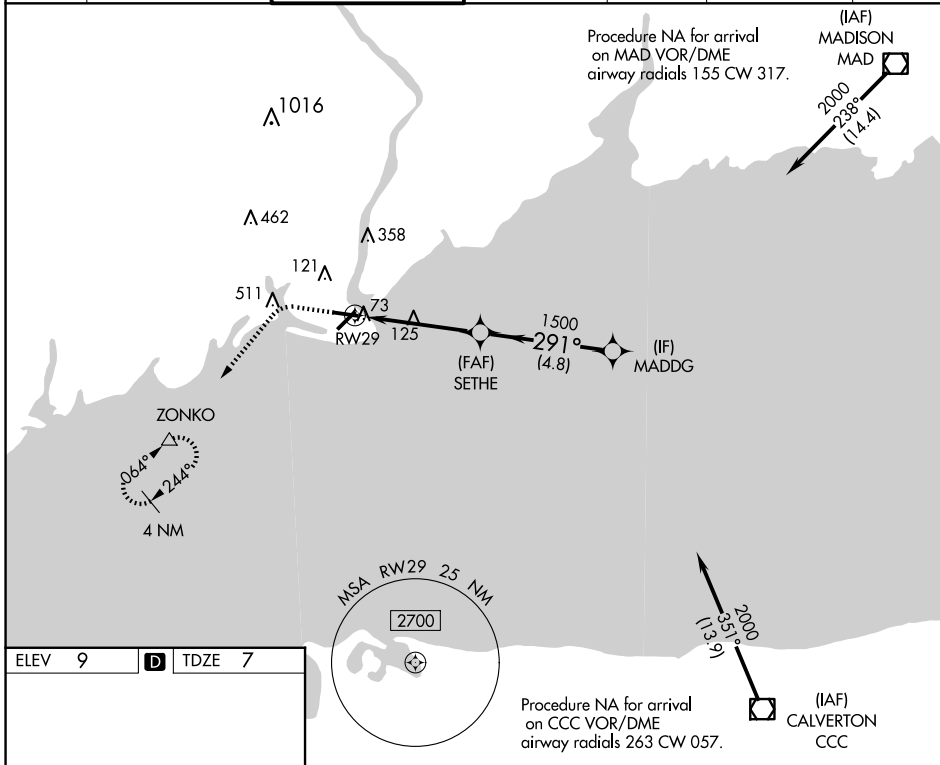 Procedure NA for arrival
on MAD VOR/DME
airway radials 155 CW 317.
(IAF)
MADISON
MAD
2000
238°
(14.4)
1016
462
358
121
511
73
125
RW29
(FAF)
SETHE
1500
291°
(4.8)
(IF)
MADDG
ZONKO
064°
244°
4 NM
MSA RW29 25 NM
2700
2000
351°
(13.9)
ELEV 9 D TDZE 7
Procedure NA for arrival
on CCC VOR/DME
airway radials 263 CW 057.
(IAF)
CALVERTON
CCC